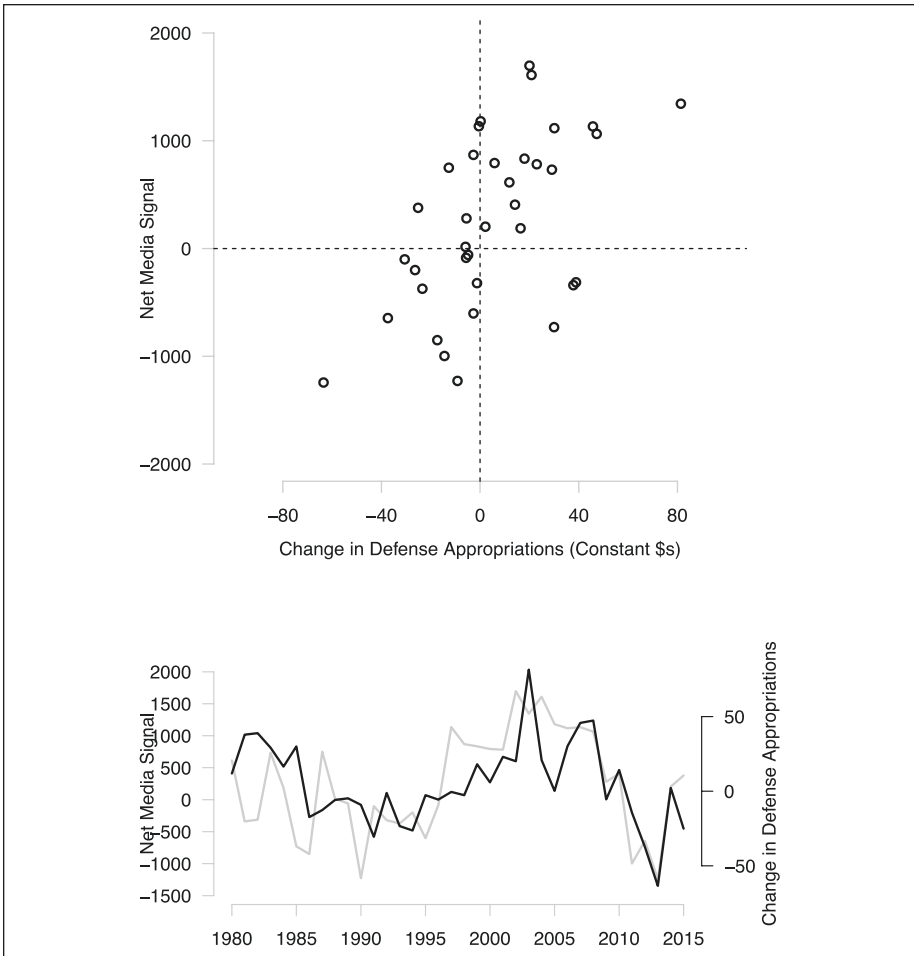 2000
1000
0
−1000
−2000
Net Media Signal
−80 −40 0 40 80
Change in Defense Appropriations (Constant $s)
2000
1500
1000
500
0
−500
−1000
−1500
Net Media Signal
50
0
−50
Change in Defense Appropriations
1980 1985 1990 1995 2000 2005 2010 2015